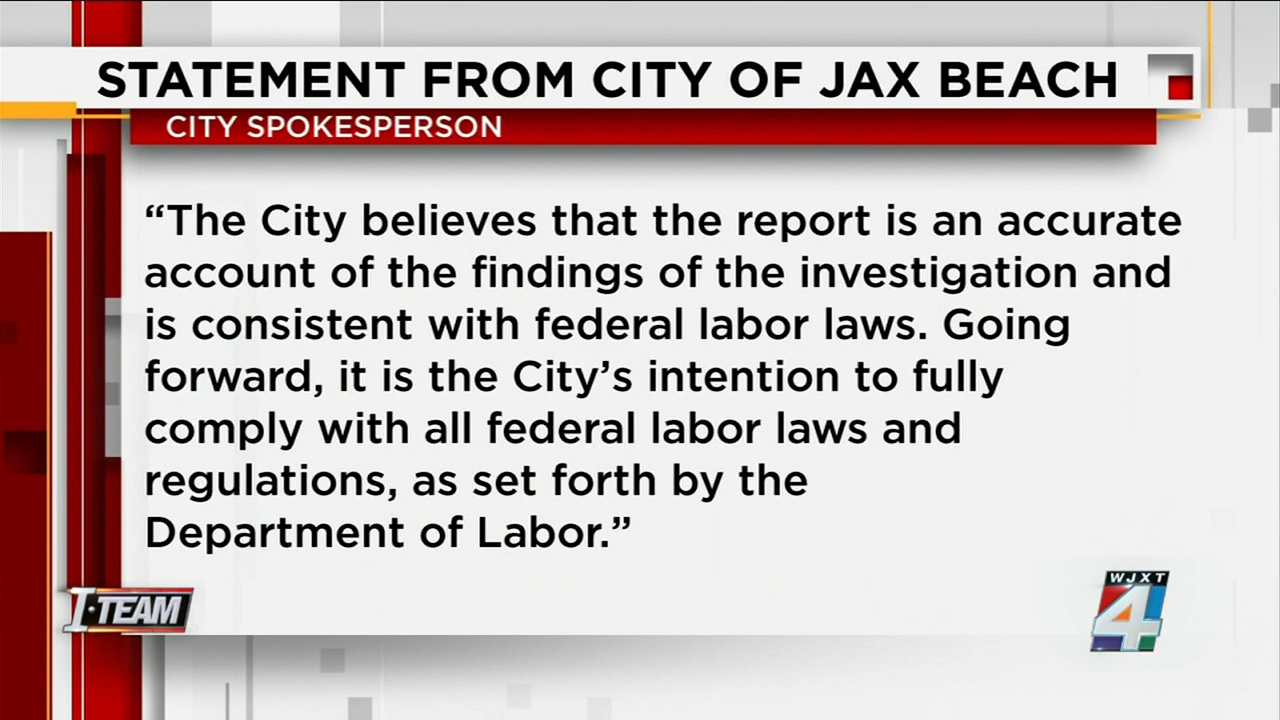 STATEMENT FROM CITY OF JAX BEACH
CITY SPOKESPERSON
“The City believes that the report is an accurate
account of the findings of the investigation and
is consistent with federal labor laws. Going
forward, it is the City’s intention to fully
comply with all federal labor laws and
regulations, as set forth by the
Department of Labor.”
I·TEAM
WJXT
4